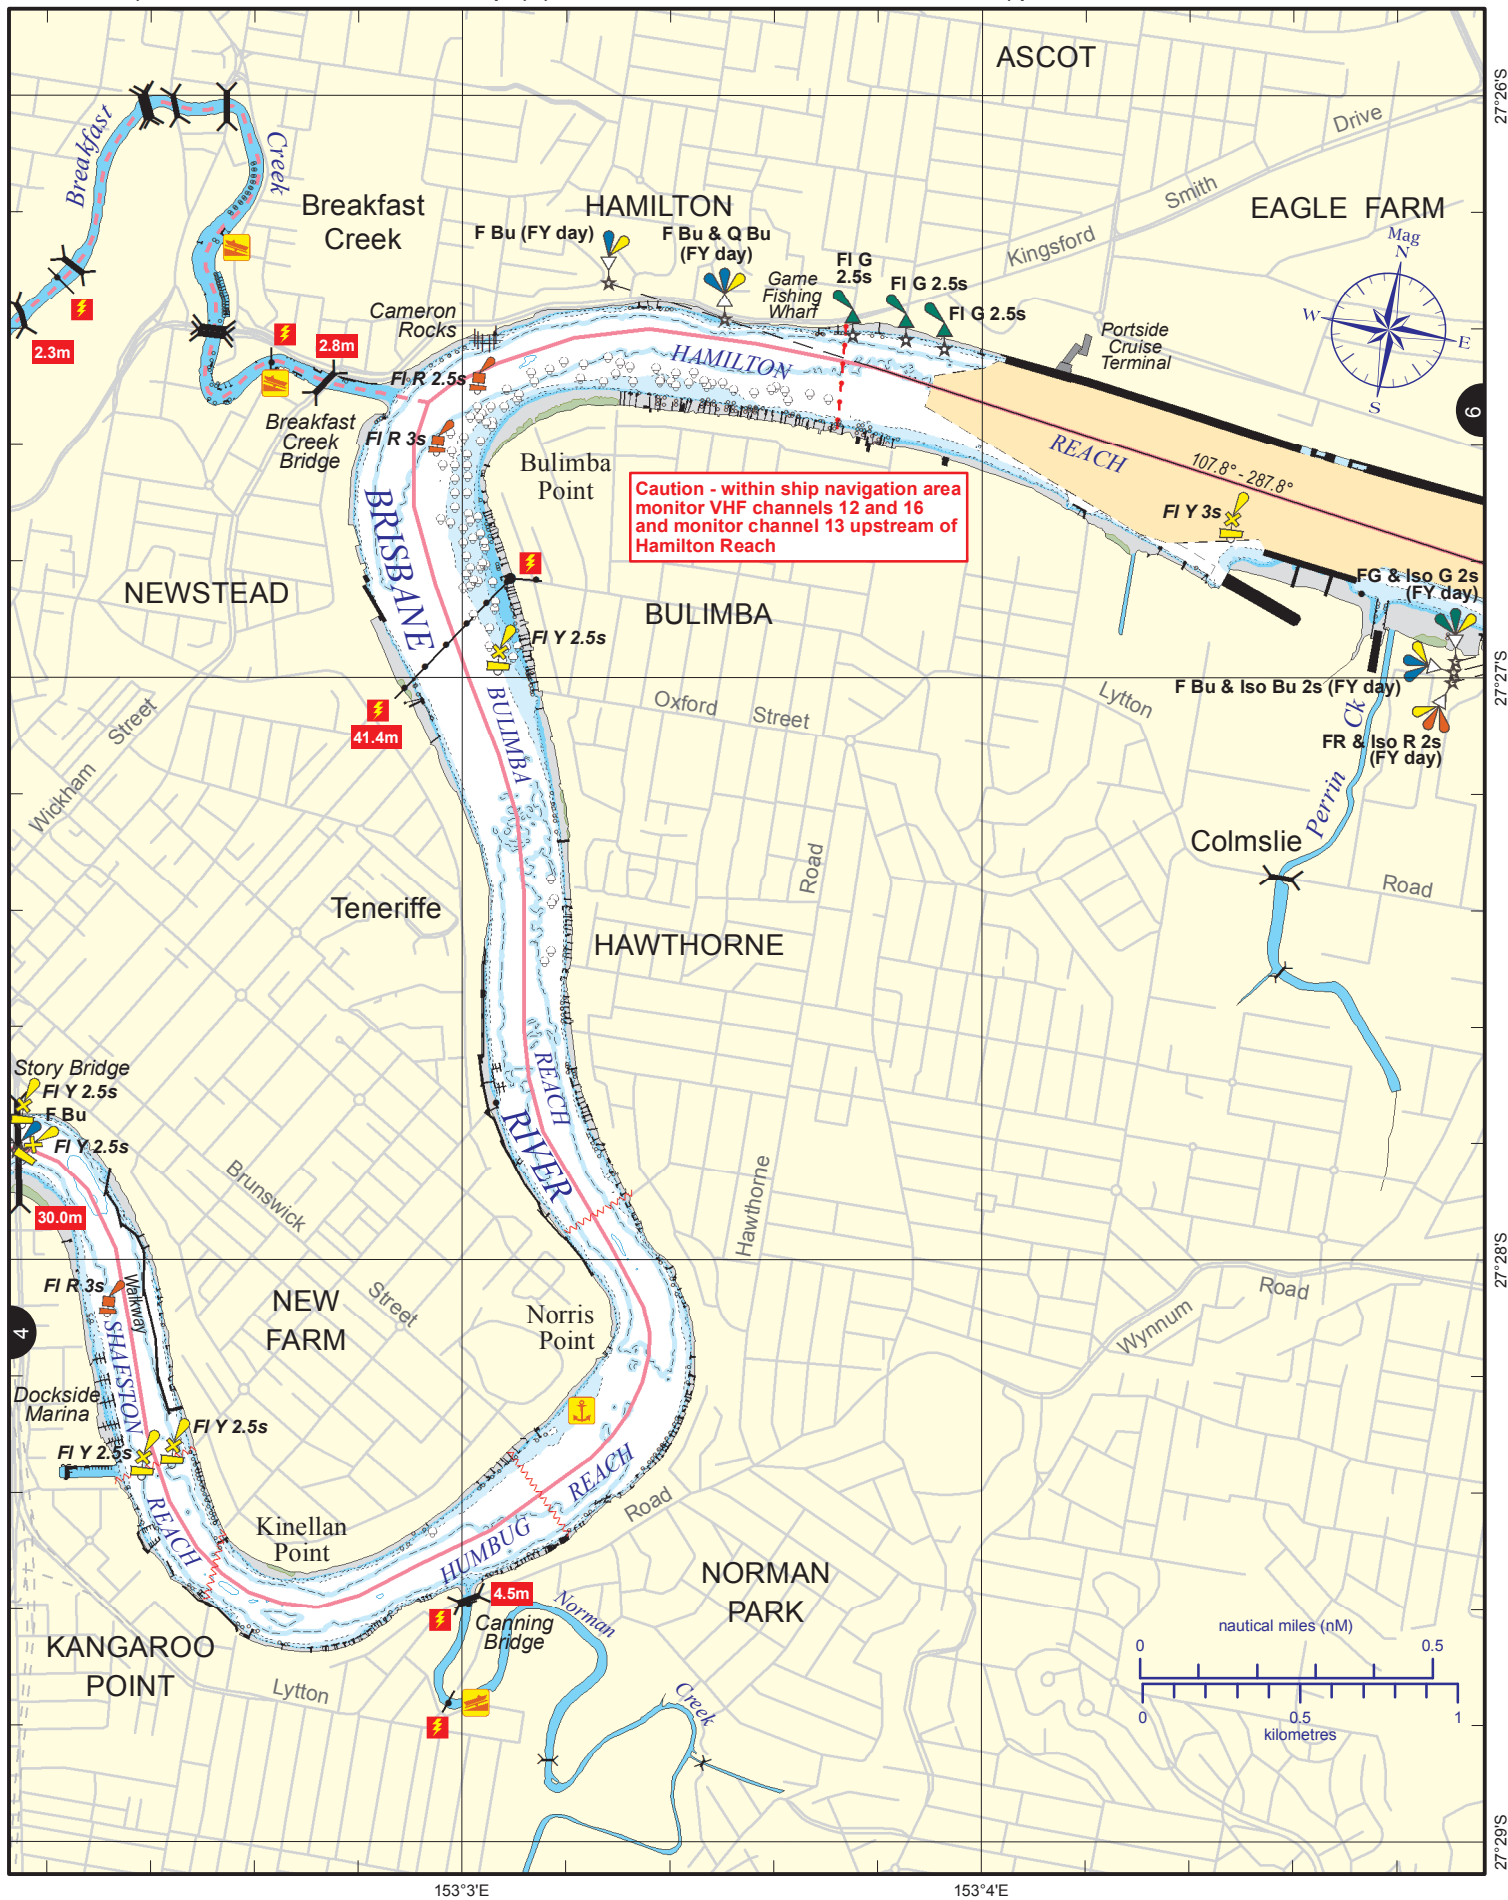 ASCOT
27°26'S
Drive
Smith
Kingsford
EAGLE FARM
Breakfast
Creek
Breakfast
Creek
HAMILTON
F Bu (FY day)
F Bu & Q Bu
(FY day)
Game
Fishing
Wharf
Fl G
2.5s
Fl G 2.5s
Fl G 2.5s
Mag
N
W
E
S
Cameron
Rocks
Portside
Cruise
Terminal
2.3m
2.8m
Fl R 2.5s
HAMILTON
6
Breakfast
Creek
Bridge
Fl R 3s
REACH
107.8° - 287.8°
Bulimba
Point
Caution - within ship navigation area
monitor VHF channels 12 and 16
and monitor channel 13 upstream of
Hamilton Reach
Fl Y 3s
BRISBANE
NEWSTEAD
BULIMBA
FG & Iso G 2s
(FY day)
Fl Y 2.5s
27°27'S
F Bu & Iso Bu 2s (FY day)
Oxford Street
Lytton
Wickham Street
41.4m
BULIMBA
FR & Iso R 2s
(FY day)
Perrin Ck
Colmslie
Road
Road
Teneriffe
HAWTHORNE
Story Bridge
Fl Y 2.5s
F Bu
Fl Y 2.5s
REACH
RIVER
Brunswick
Street
Hawthorne
30.0m
27°28'S
Fl R 3s
Walkway
NEW
FARM
Norris
Point
Road
Wynnum
4
SHAFSTON
Dockside
Marina
Fl Y 2.5s
Fl Y 2.5s
REACH
Kinellan
Point
REACH
HUMBUG
Road
NORMAN
PARK
4.5m
Canning
Bridge
Norman
Creek
KANGAROO
POINT
Lytton
nautical miles (nM)
0 0.5
0 0.5 1
kilometres
27°29'S
153°3'E
153°4'E